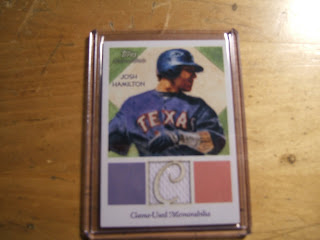 JOSH
HAMILTON
TEXAS
C
Game-Used Memorabilia